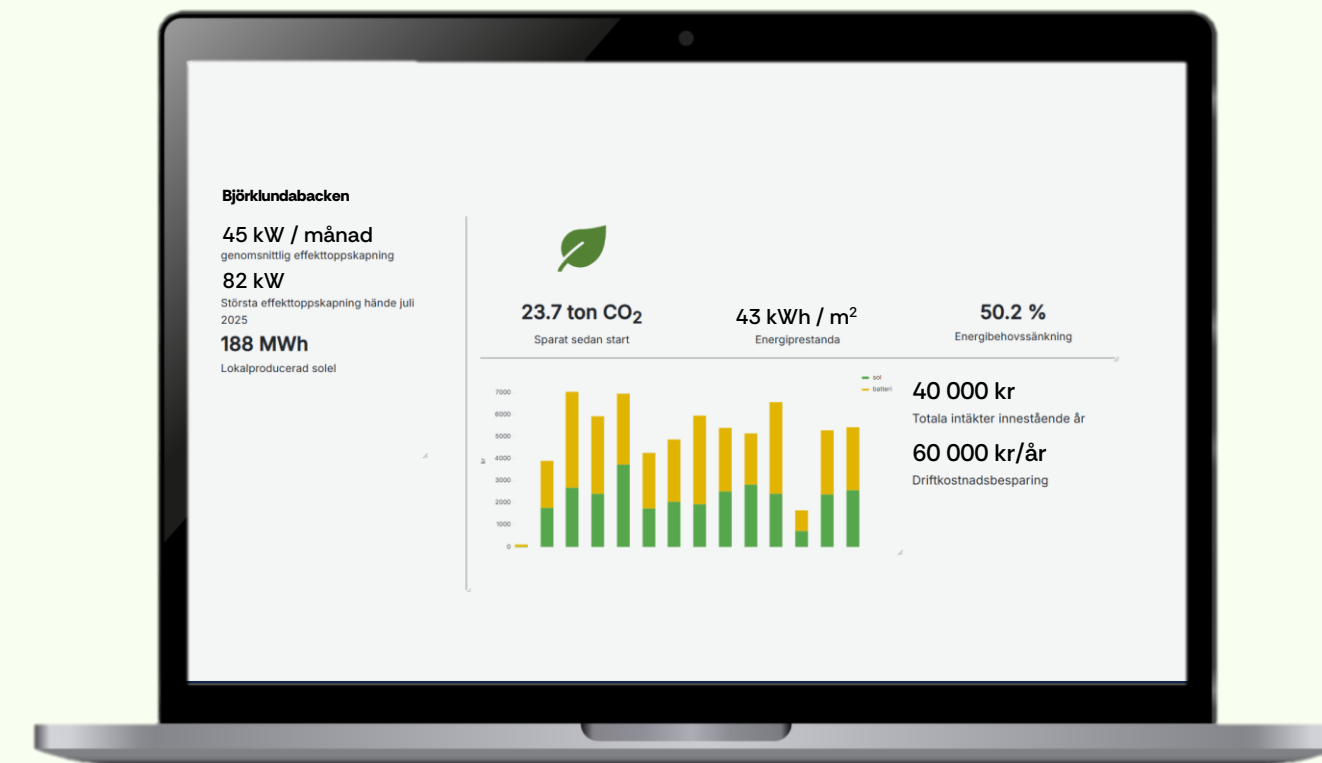 Björklundabacken
45 kW / månad
genomsnittlig effekttoppskapning
82 kW
Största effekttoppskapning hände juli
2025
188 MWh
Lokalproducerad solel
23.7 ton CO₂
Sparat sedan start
43 kWh / m²
Energiprestanda
50.2 %
Energibehovssänkning
sol
batteri
kr
7000
6000
5000
4000
3000
2000
1000
0
40 000 kr
Totala intäkter innestående år
60 000 kr/år
Driftkostnadsbesparing